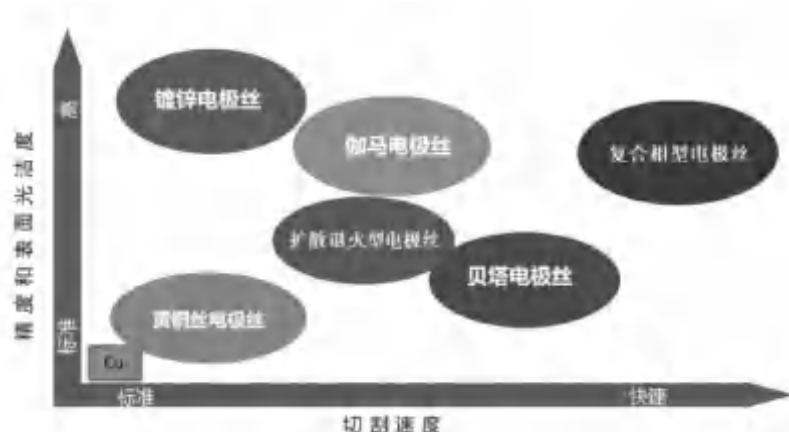 镀锌电极丝
伽马电极丝
复合相型电极丝
扩散退火型电极丝
贝塔电极丝
黄铜丝电极丝
Cu
精度和表面光洁度
高
标准
标准
快速
切割速度